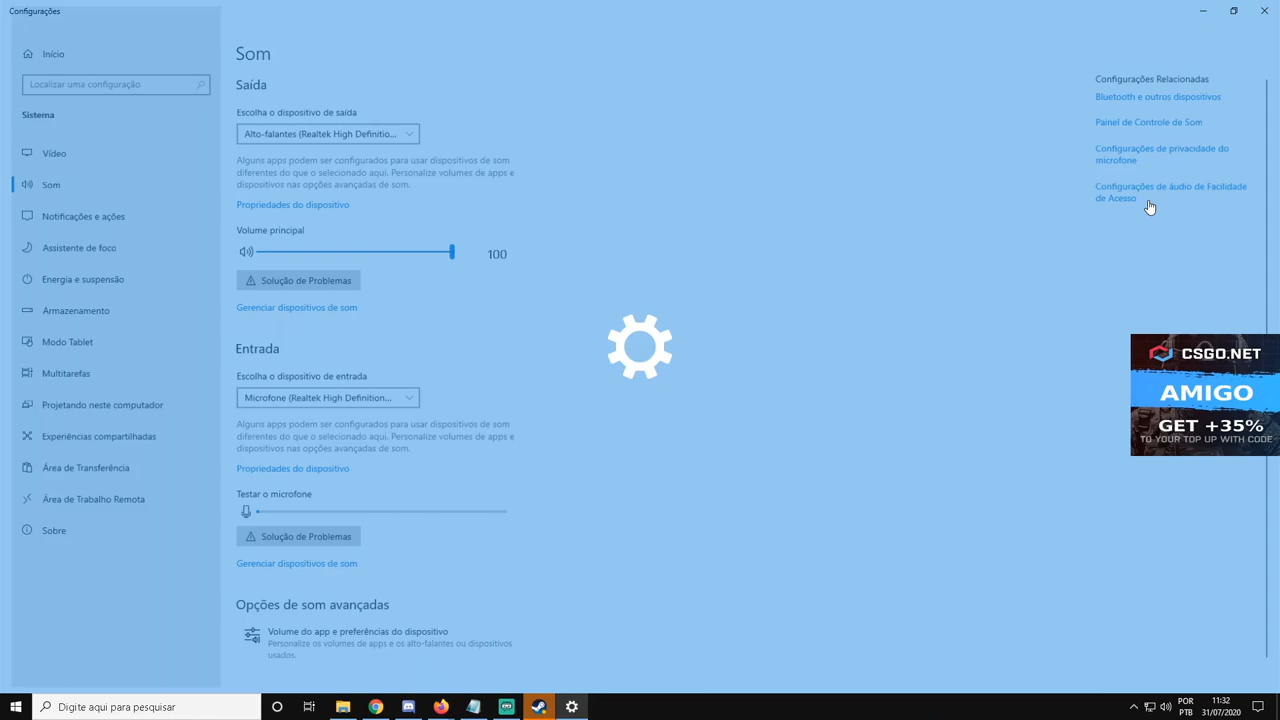 Configurações
Início
Localizar uma configuração
Sistema
Vídeo
Som
Notificações e ações
Assistente de foco
Energia e suspensão
Armazenamento
Modo Tablet
Multitarefas
Projetando neste computador
Experiências compartilhadas
Área de Transferência
Área de Trabalho Remota
Sobre
Som
Saída
Escolha o dispositivo de saída
Alto-falantes (Realtek High Definitio...
Alguns apps podem ser configurados para usar dispositivos de som
diferentes do que o selecionado aqui. Personalize volumes de apps e
dispositivos nas opções avançadas de som.
Propriedades do dispositivo
Volume principal
100
Solução de Problemas
Gerenciar dispositivos de som
Entrada
Escolha o dispositivo de entrada
Microfone (Realtek High Definition...
Alguns apps podem ser configurados para usar dispositivos de som
diferentes do que o selecionado aqui. Personalize volumes de apps e
dispositivos nas opções avançadas de som.
Propriedades do dispositivo
Testar o microfone
Solução de Problemas
Gerenciar dispositivos de som
Opções de som avançadas
Volume do app e preferências do dispositivo
Personalize os volumes de apps e os alto-falantes ou dispositivos
usados.
Configurações Relacionadas
Bluetooth e outros dispositivos
Painel de Controle de Som
Configurações de privacidade do
microfone
Configurações de áudio de Facilidade
de Acesso
CSGO.NET
AMIGO
GET +35%
TO YOUR TOP UP WITH CODE
Digite aqui para pesquisar
POR
PTB
11:32
31/07/2020